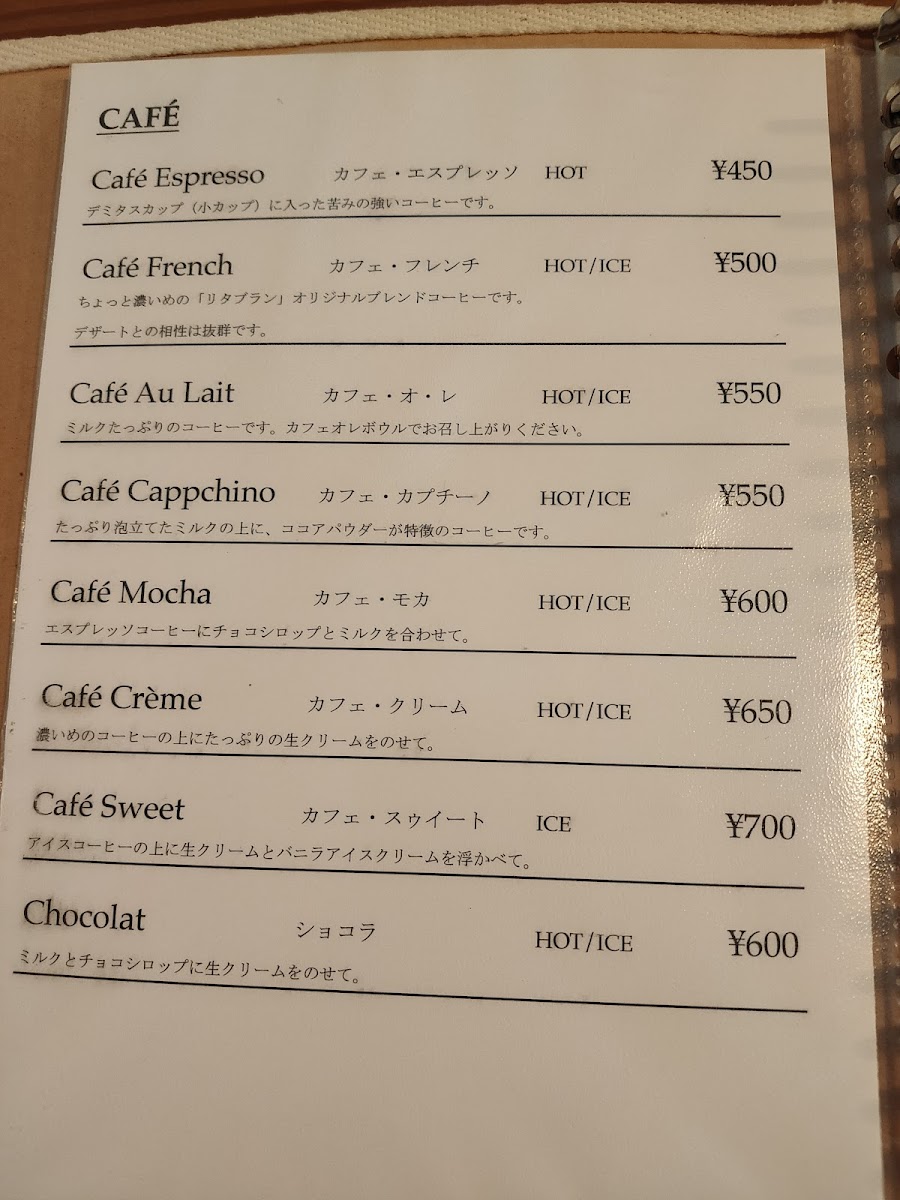 CAFÉ
Café Espresso カフェ・エスプレッソ HOT ¥450
デミタスカップ（小カップ）に入った苦みの強いコーヒーです。
Café French カフェ・フレンチ HOT/ICE ¥500
ちょっと濃いめの「リタブラン」オリジナルブレンドコーヒーです。
デザートとの相性は抜群です。
Café Au Lait カフェ・オ・レ HOT/ICE ¥550
ミルクたっぷりのコーヒーです。カフェオレボウルでお召し上がりください。
Café Cappchino カフェ・カプチーノ HOT/ICE ¥550
たっぷり泡立てたミルクの上に、ココアパウダーが特徴のコーヒーです。
Café Mocha カフェ・モカ HOT/ICE ¥600
エスプレッソコーヒーにチョコシロップとミルクを合わせて。
Café Crème カフェ・クリーム HOT/ICE ¥650
濃いめのコーヒーの上にたっぷりの生クリームをのせて。
Café Sweet カフェ・スゥイート ICE ¥700
アイスコーヒーの上に生クリームとバニラアイスクリームを浮かべて。
Chocolat ショコラ HOT/ICE ¥600
ミルクとチョコシロップに生クリームをのせて。